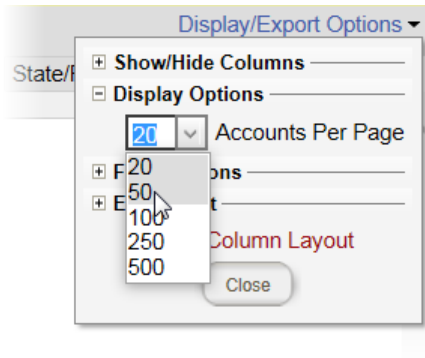 Display/Export Options
State/
Show/Hide Columns
Display Options
20 Accounts Per Page
20
50
100
250
500
Column Layout
Close